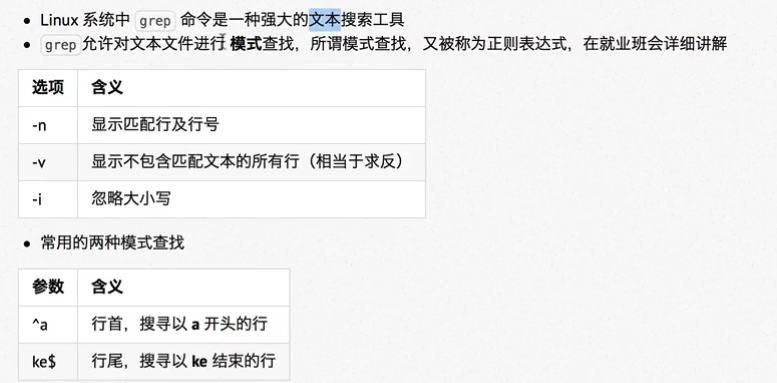 Linux 系统中 grep 命令是一种强大的文本搜索工具
grep允许对文本文件进行 模式查找，所谓模式查找，又被称为正则表达式，在就业班会详细讲解
选项 含义
-n 显示匹配行及行号
-v 显示不包含匹配文本的所有行（相当于求反）
-i 忽略大小写
常用的两种模式查找
参数 含义
^a 行首，搜寻以 a 开头的行
ke$ 行尾，搜寻以 ke 结束的行